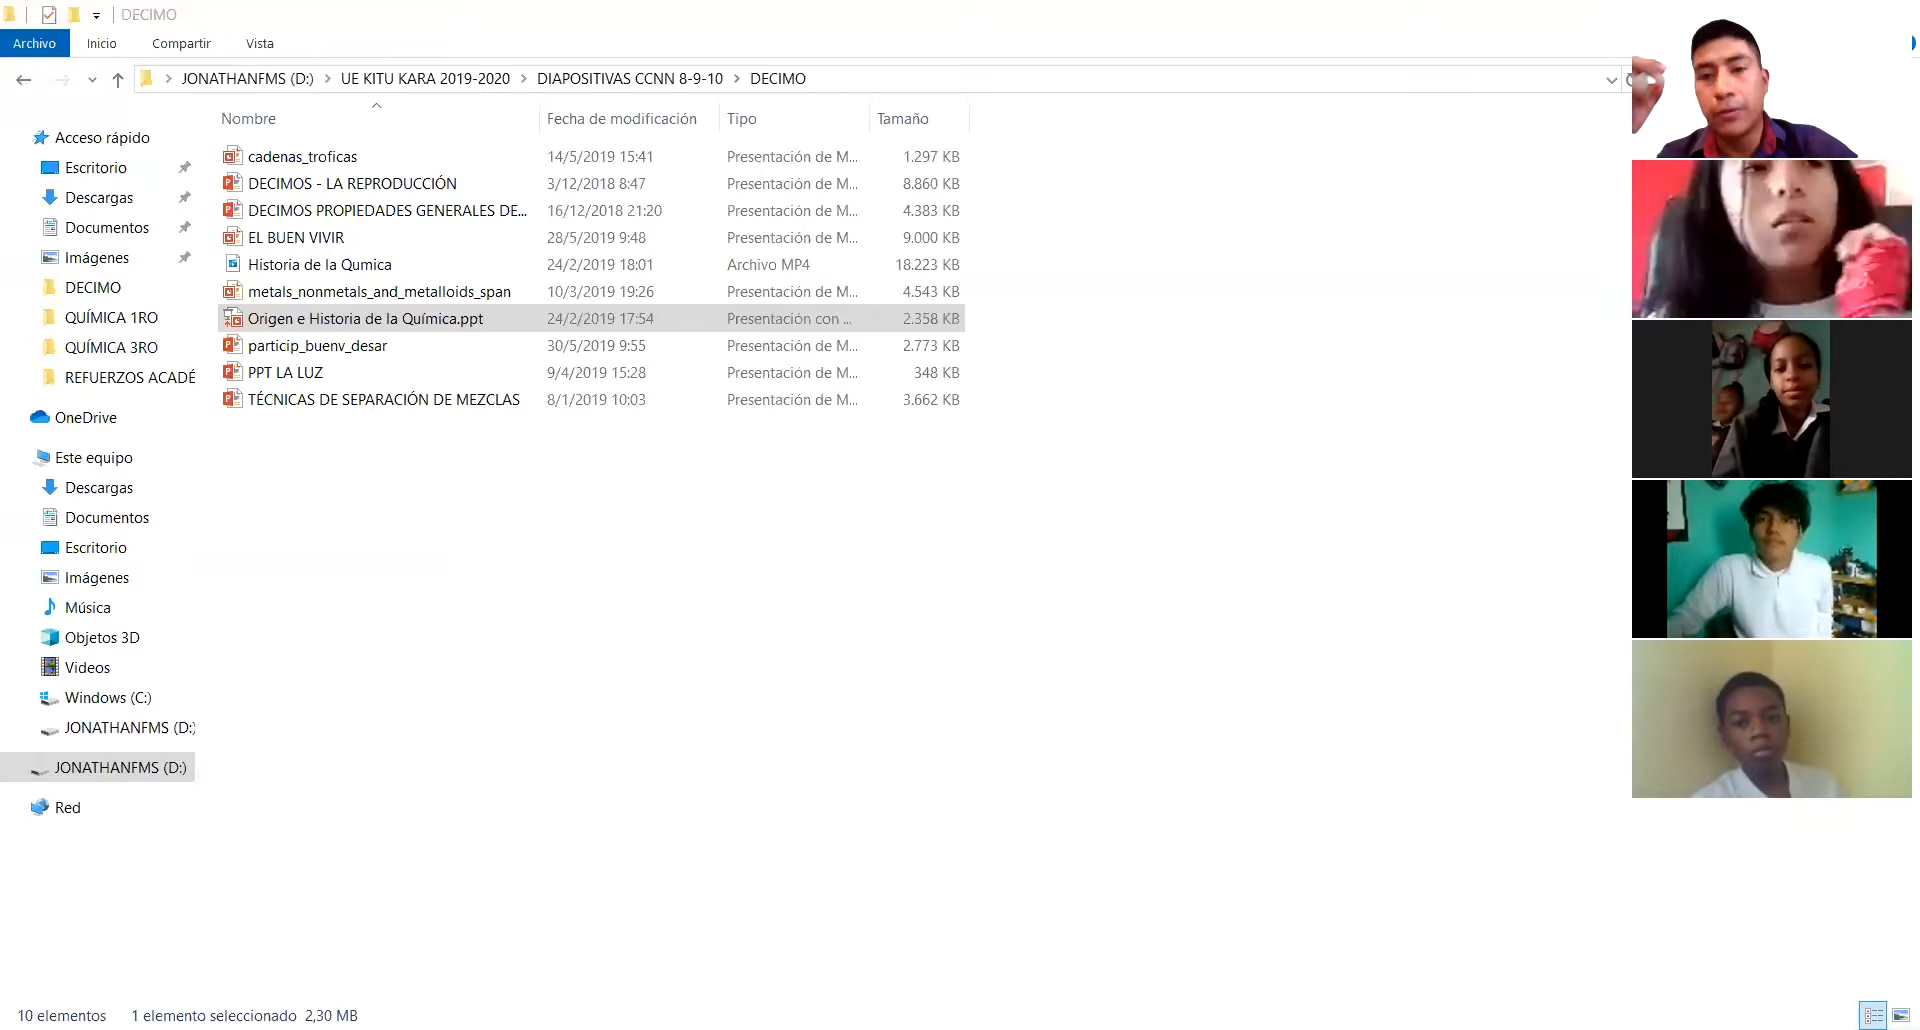 DECIMO
Archivo Inicio Compartir Vista
JONATHANFMS (D:) UE KITU KARA 2019-2020 DIAPOSITIVAS CCNN 8-9-10 DECIMO
Nombre Fecha de modificación Tipo Tamaño
cadenas_troficas 14/5/2019 15:41 Presentación de M... 1.297 KB
DECIMOS - LA REPRODUCCIÓN 3/12/2018 8:47 Presentación de M... 8.860 KB
DECIMOS PROPIEDADES GENERALES DE... 16/12/2018 21:20 Presentación de M... 4.383 KB
EL BUEN VIVIR 28/5/2019 9:48 Presentación de M... 9.000 KB
Historia de la Qumica 24/2/2019 18:01 Archivo MP4 18.223 KB
metals_nonmetals_and_metalloids_span 10/3/2019 19:26 Presentación de M... 4.543 KB
Origen e Historia de la Química.ppt 24/2/2019 17:54 Presentación con ... 2.358 KB
particip_buenv_desar 30/5/2019 9:55 Presentación de M... 2.773 KB
PPT LA LUZ 9/4/2019 15:28 Presentación de M... 348 KB
TÉCNICAS DE SEPARACIÓN DE MEZCLAS 8/1/2019 10:03 Presentación de M... 3.662 KB
Acceso rápido
Escritorio
Descargas
Documentos
Imágenes
DECIMO
QUÍMICA 1RO
QUÍMICA 3RO
REFUERZOS ACADÉ
OneDrive
Este equipo
Descargas
Documentos
Escritorio
Imágenes
Música
Objetos 3D
Videos
Windows (C:)
JONATHANFMS (D:)
JONATHANFMS (D:)
Red
10 elementos 1 elemento seleccionado 2,30 MB